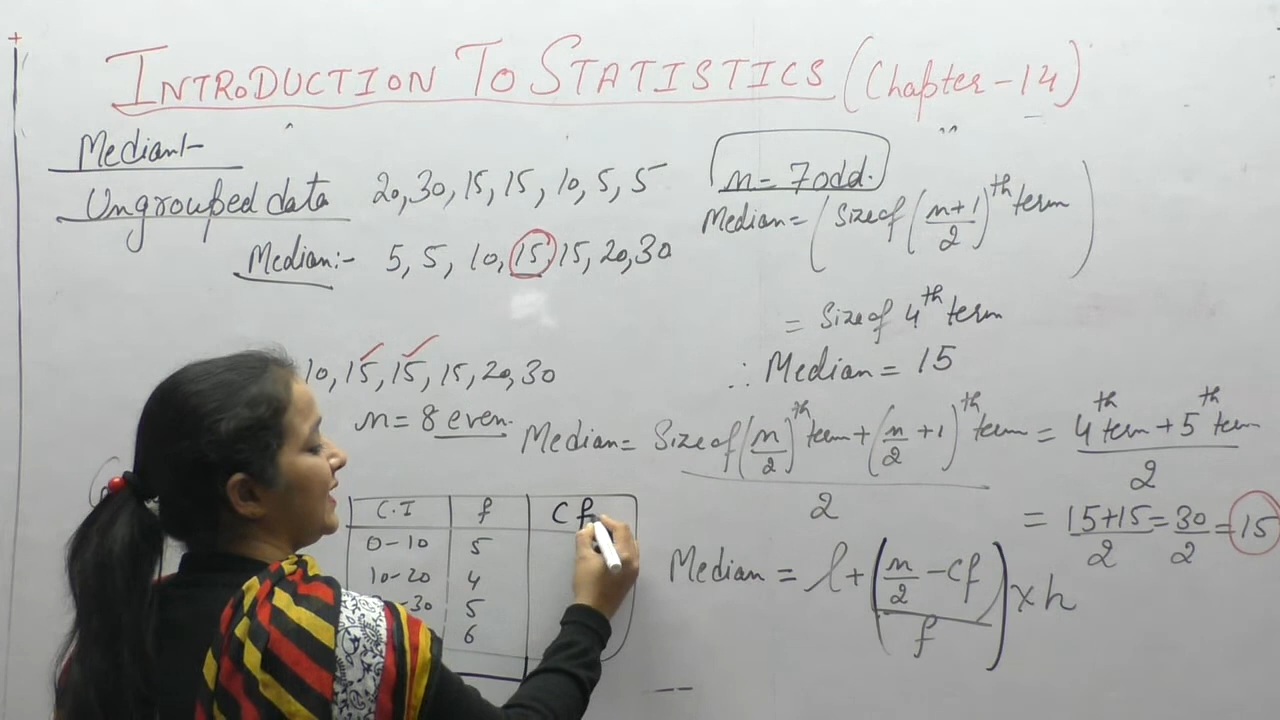 INTRODUCTION TO STATISTICS (Chapter-14)
Median:-
Ungrouped data 20, 30, 15, 15, 10, 5, 5
Median:- 5, 5, 10, 15, 15, 20, 30
n = 7 odd.
Median = (Size of (n+1/2)th term)
= Size of 4th term
∴ Median = 15
10, 15, 15, 15, 20, 30
n = 8 even.
Median = Size of (n/2)th term + (n/2 + 1)th term / 2 = 4th term + 5th term / 2
= 15+15/2 = 30/2 = 15
C.I f Cf
0-10 5
10-20 4
-30 5
6
Median = l + (n/2 - cf / f) × h